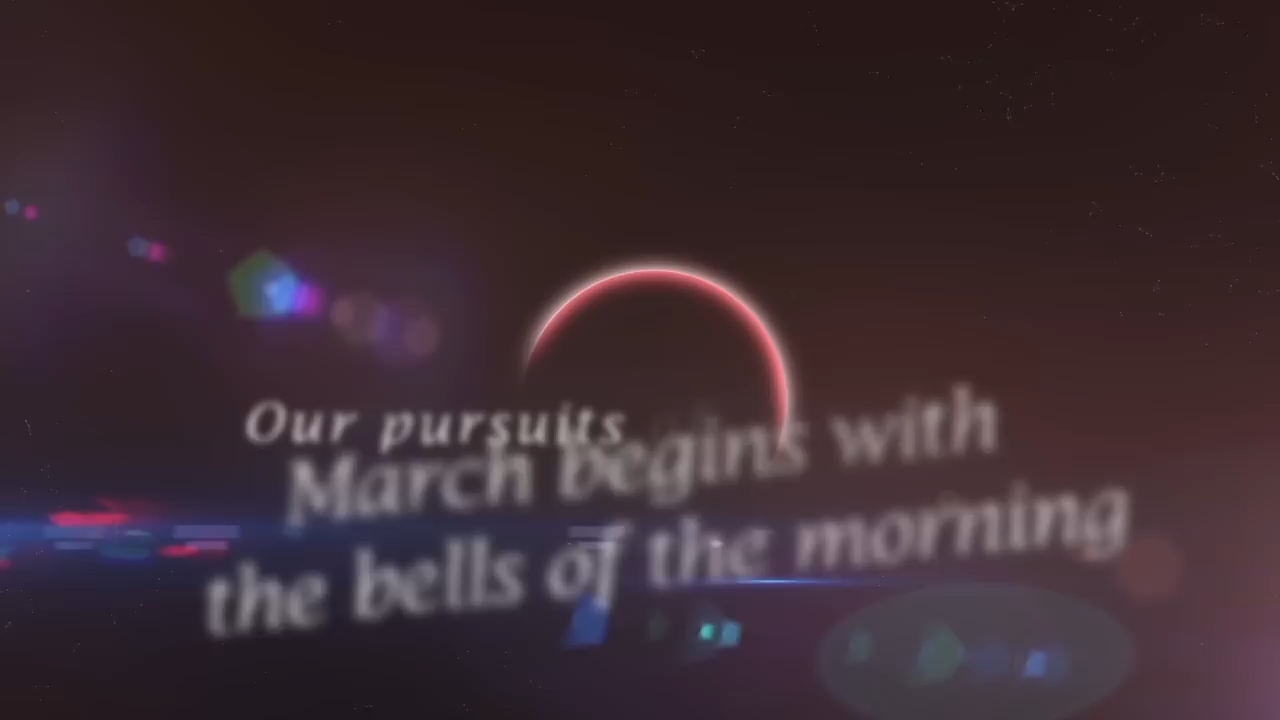 Our pursuits
March begins with
the bells of the morning